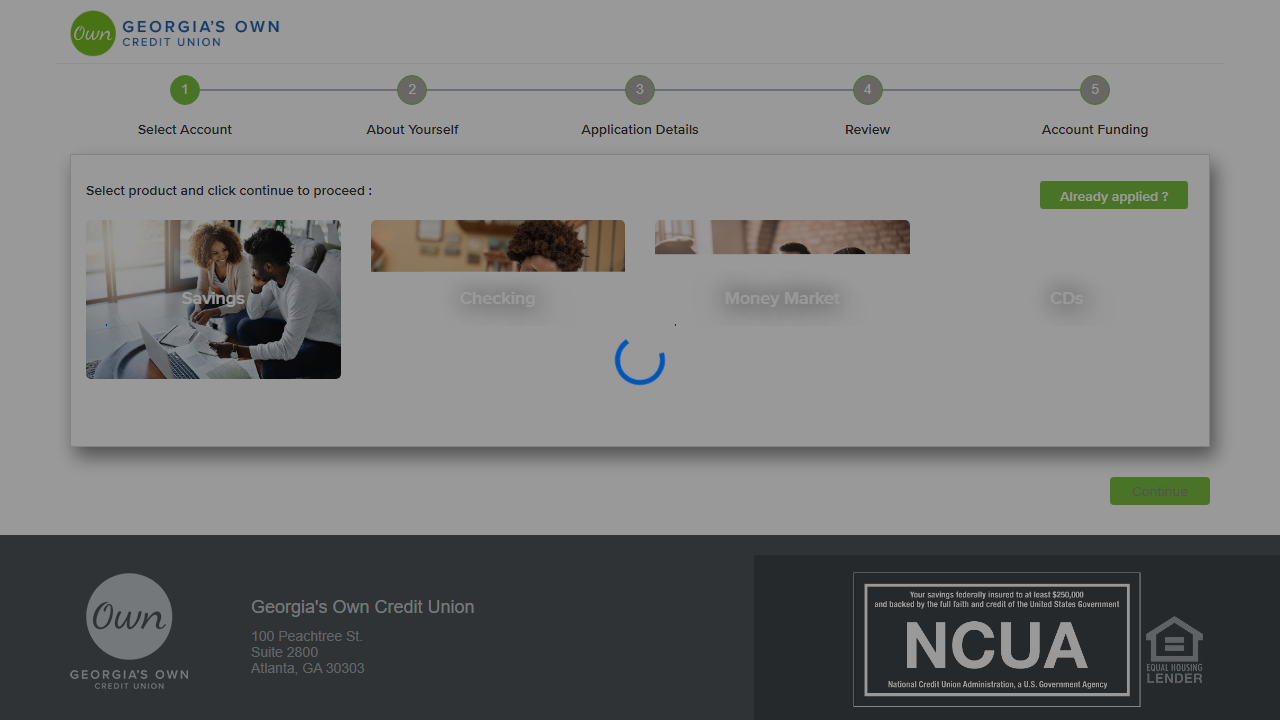 Own
GEORGIA'S OWN
CREDIT UNION
1
2
3
4
5
Select Account
About Yourself
Application Details
Review
Account Funding
Select product and click continue to proceed :
Already applied ?
Savings
Checking
Money Market
CDs
Continue
Own
GEORGIA'S OWN
CREDIT UNION
Georgia's Own Credit Union
100 Peachtree St.
Suite 2800
Atlanta, GA 30303
Your savings federally insured to at least $250,000
and backed by the full faith and credit of the United States Government
NCUA
National Credit Union Administration, a U.S. Government Agency
EQUAL HOUSING
LENDER